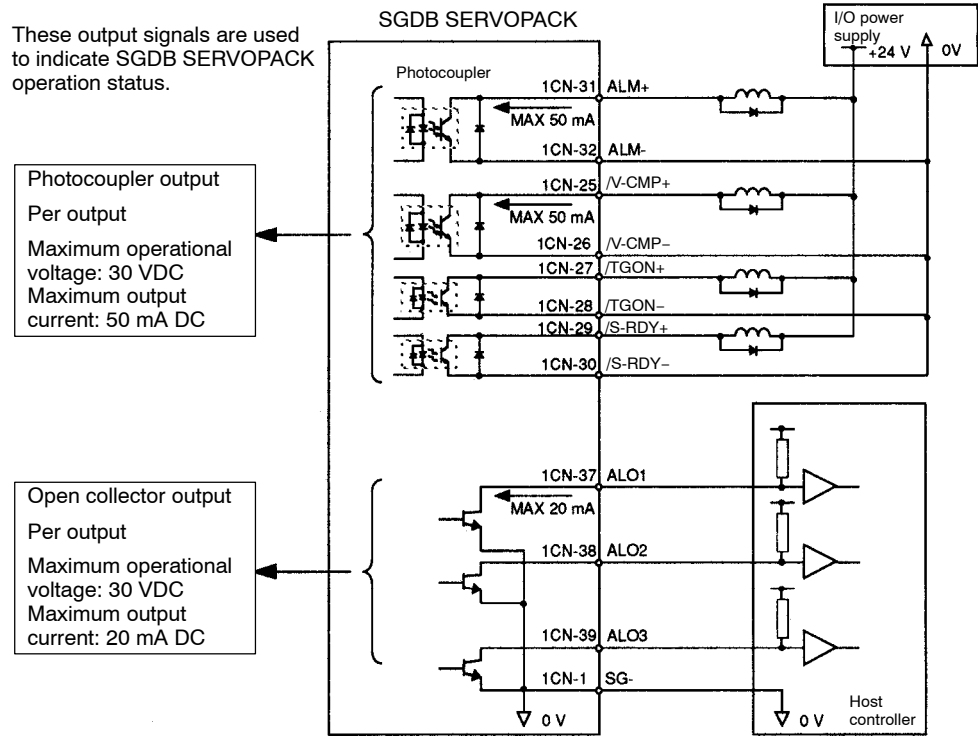 SGDB SERVOPACK
These output signals are used
to indicate SGDB SERVOPACK
operation status.
I/O power
supply
+24 V
0V
Photocoupler
1CN-31 ALM+
MAX 50 mA
1CN-32 ALM-
1CN-25 /V-CMP+
MAX 50 mA
1CN-26 /V-CMP−
1CN-27 /TGON+
1CN-28 /TGON−
1CN-29 /S-RDY+
1CN-30 /S-RDY−
Photocoupler output
Per output
Maximum operational
voltage: 30 VDC
Maximum output
current: 50 mA DC
1CN-37 ALO1
MAX 20 mA
1CN-38 ALO2
1CN-39 ALO3
1CN-1 SG-
0 V
0 V
Host
controller
Open collector output
Per output
Maximum operational
voltage: 30 VDC
Maximum output
current: 20 mA DC